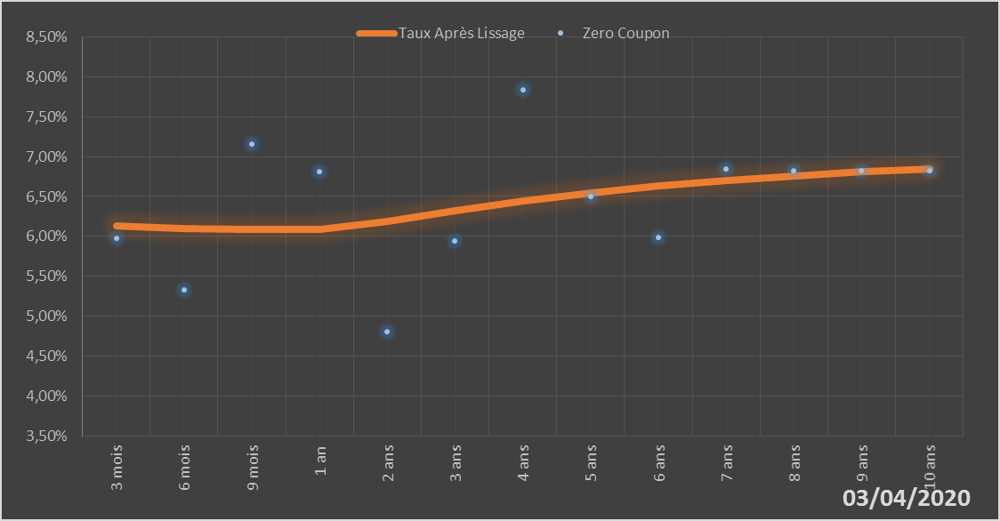 Taux Après Lissage
Zero Coupon
8,50%
8,00%
7,50%
7,00%
6,50%
6,00%
5,50%
5,00%
4,50%
4,00%
3,50%
3 mois
6 mois
9 mois
1 an
2 ans
3 ans
4 ans
5 ans
6 ans
7 ans
8 ans
9 ans
10 ans
03/04/2020